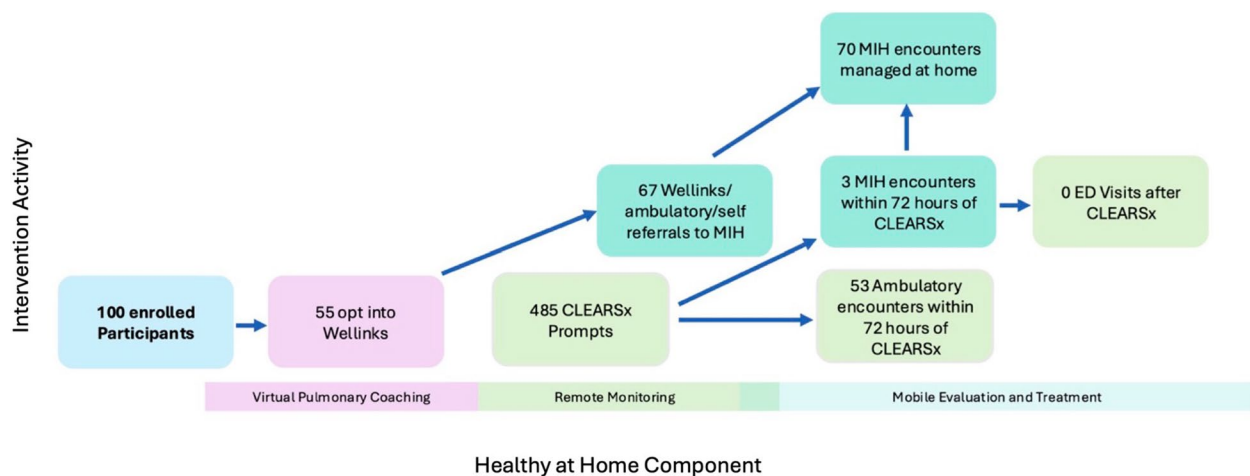 Intervention Activity
100 enrolled
Participants
55 opt into
Wellinks
67 Wellinks/
ambulatory/self
referrals to MIH
485 CLEARSx
Prompts
70 MIH encounters
managed at home
3 MIH encounters
within 72 hours of
CLEARSx
0 ED Visits after
CLEARSx
53 Ambulatory
encounters within
72 hours of
CLEARSx
Virtual Pulmonary Coaching
Remote Monitoring
Mobile Evaluation and Treatment
Healthy at Home Component